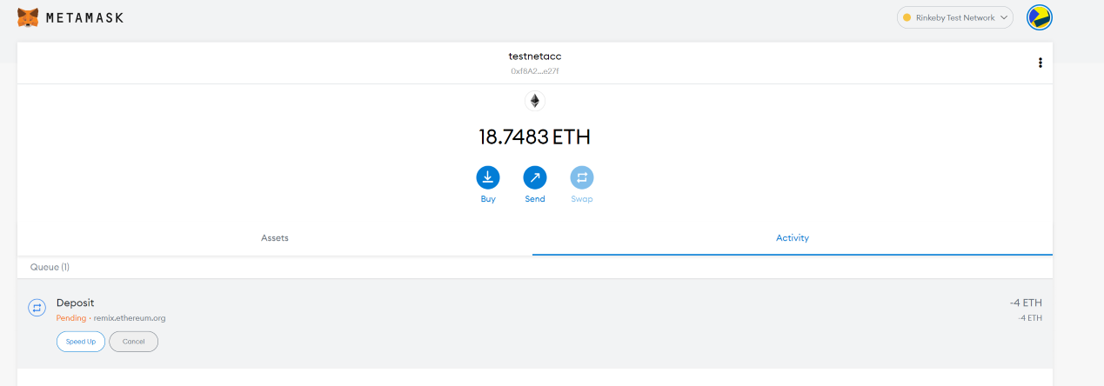 METAMASK
Rinkeby Test Network
testnetacc
0xf8A2...e27f
18.7483 ETH
Buy Send Swap
Assets Activity
Queue (1)
Deposit -4 ETH
Pending · remix.ethereum.org -4 ETH
Speed Up Cancel